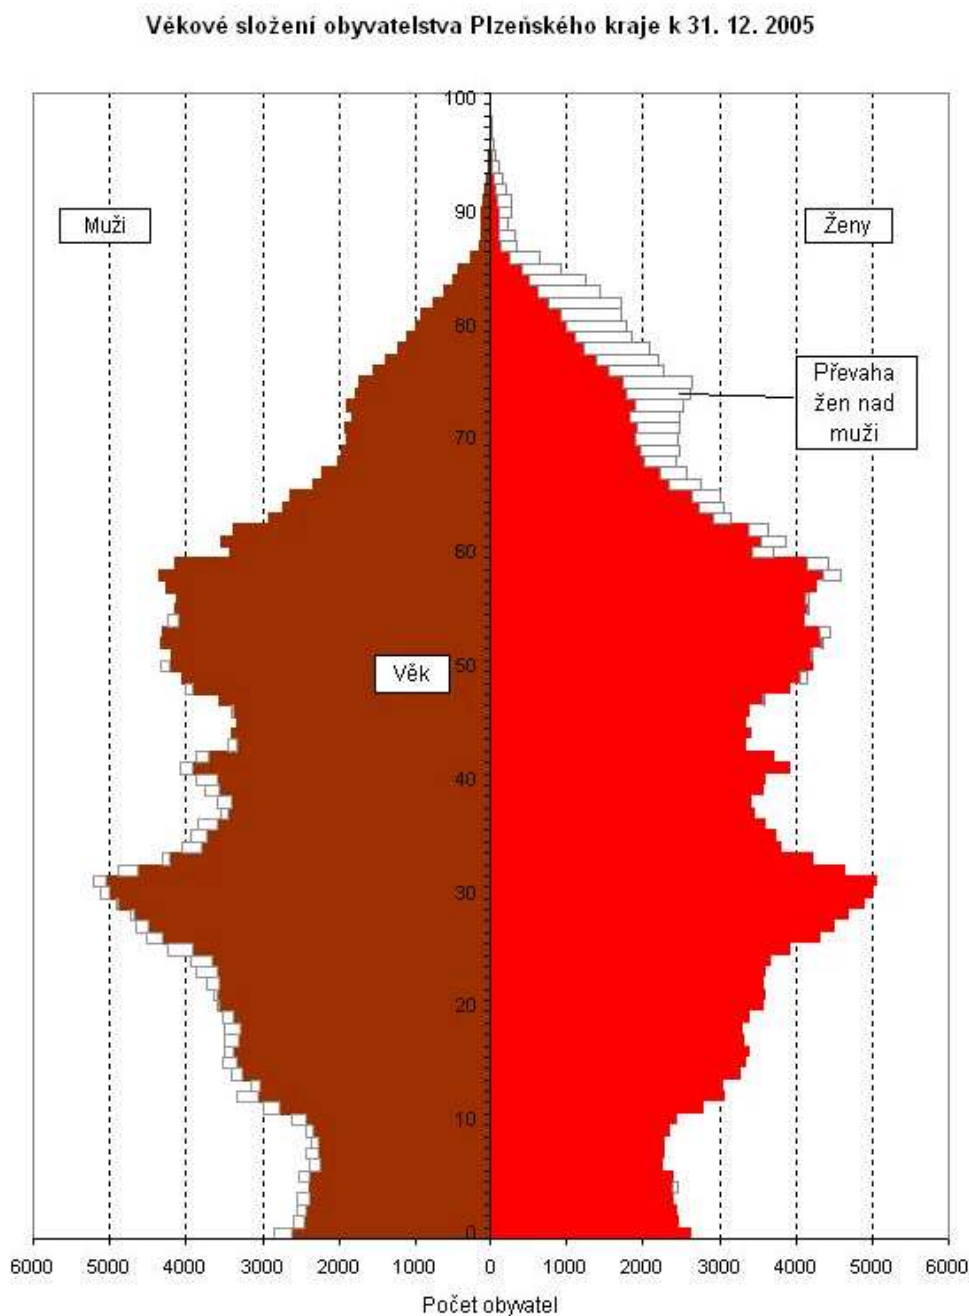 Věkové složení obyvatelstva Plzeňského kraje k 31. 12. 2005
100
90
Muži
Ženy
80
Převaha
žen nad
muži
70
60
50
Věk
40
30
20
10
0
6000 5000 4000 3000 2000 1000 0 1000 2000 3000 4000 5000 6000
Počet obyvatel